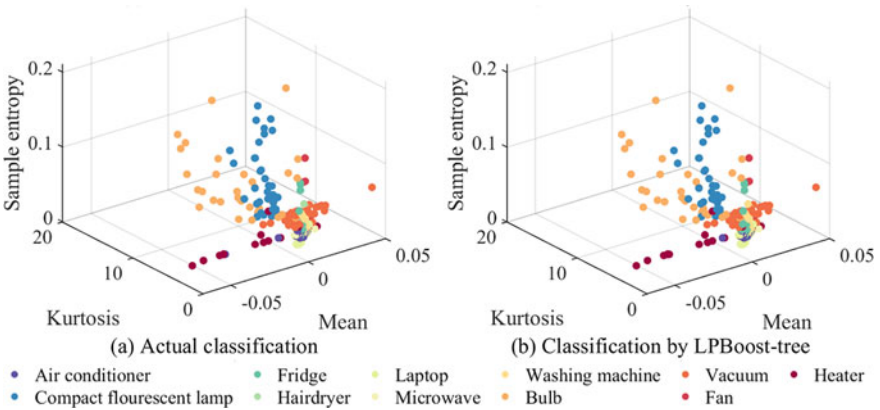 0.2
0.1
0
Sample entropy
20
10
0
Kurtosis
-0.05
0
0.05
Mean
(a) Actual classification
0.2
0.1
0
Sample entropy
20
10
0
Kurtosis
-0.05
0
0.05
Mean
(b) Classification by LPBoost-tree
Air conditioner Fridge Laptop Washing machine Vacuum Heater
Compact flourescent lamp Hairdryer Microwave Bulb Fan